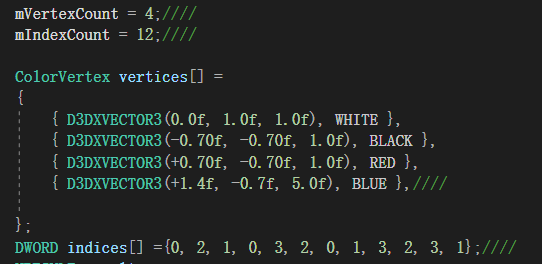 mVertexCount = 4;////
mIndexCount = 12;////
ColorVertex vertices[] =
{
{ D3DXVECTOR3(0.0f, 1.0f, 1.0f), WHITE },
{ D3DXVECTOR3(-0.70f, -0.70f, 1.0f), BLACK },
{ D3DXVECTOR3(+0.70f, -0.70f, 1.0f), RED },
{ D3DXVECTOR3(+1.4f, -0.7f, 5.0f), BLUE },////
};
DWORD indices[] ={0, 2, 1, 0, 3, 2, 0, 1, 3, 2, 3, 1};////